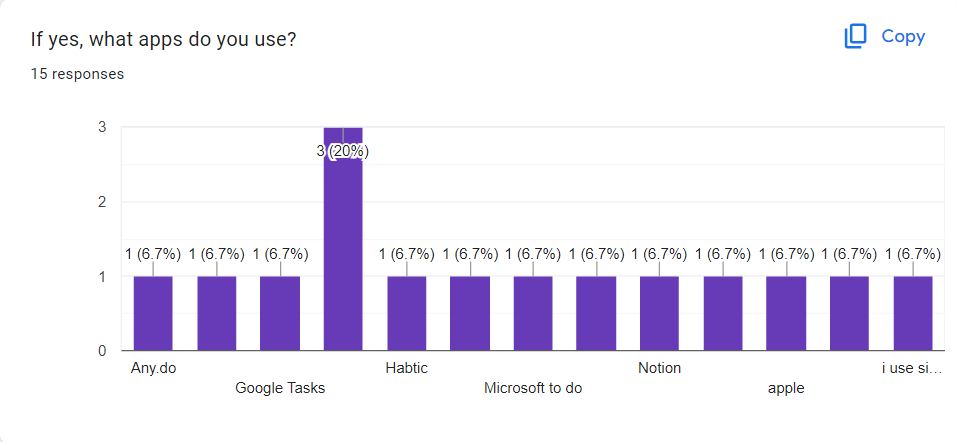 If yes, what apps do you use?
Copy
15 responses
3
2
1
0
3 (20%)
1 (6.7%) 1 (6.7%) 1 (6.7%) 1 (6.7%) 1 (6.7%) 1 (6.7%) 1 (6.7%) 1 (6.7%) 1 (6.7%) 1 (6.7%) 1 (6.7%) 1 (6.7%)
Any.do
Google Tasks
Habtic
Microsoft to do
Notion
apple
i use si…